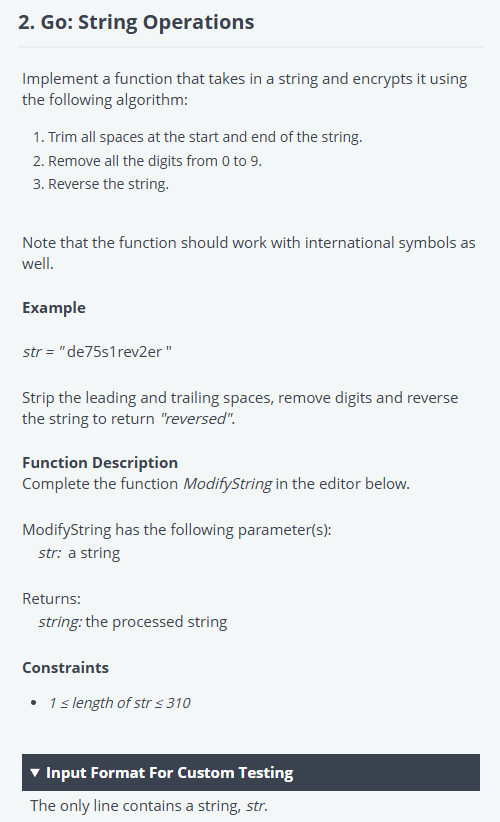 2. Go: String Operations
Implement a function that takes in a string and encrypts it using
the following algorithm:
1. Trim all spaces at the start and end of the string.
2. Remove all the digits from 0 to 9.
3. Reverse the string.
Note that the function should work with international symbols as
well.
Example
str = " de75s1rev2er "
Strip the leading and trailing spaces, remove digits and reverse
the string to return "reversed".
Function Description
Complete the function ModifyString in the editor below.
ModifyString has the following parameter(s):
str: a string
Returns:
string: the processed string
Constraints
• 1 ≤ length of str ≤ 310
▼ Input Format For Custom Testing
The only line contains a string, str.